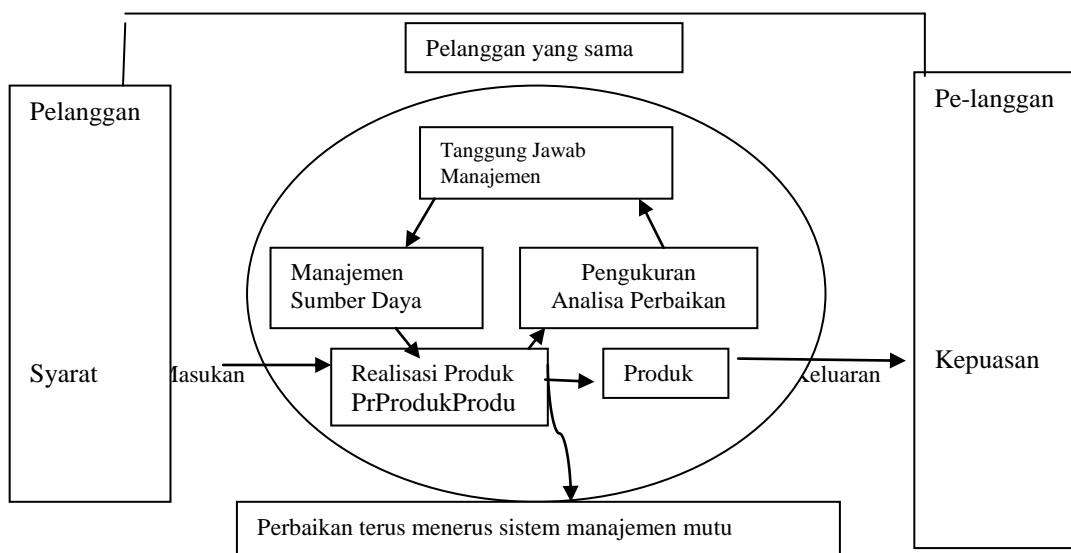 Pelanggan yang sama
Pelanggan
Pe-langgan
Tanggung Jawab
Manajemen
Manajemen
Sumber Daya
Pengukuran
Analisa Perbaikan
Syarat
Masukan
Realisasi Produk
PrProdukProdu
Produk
Keluaran
Kepuasan
Perbaikan terus menerus sistem manajemen mutu